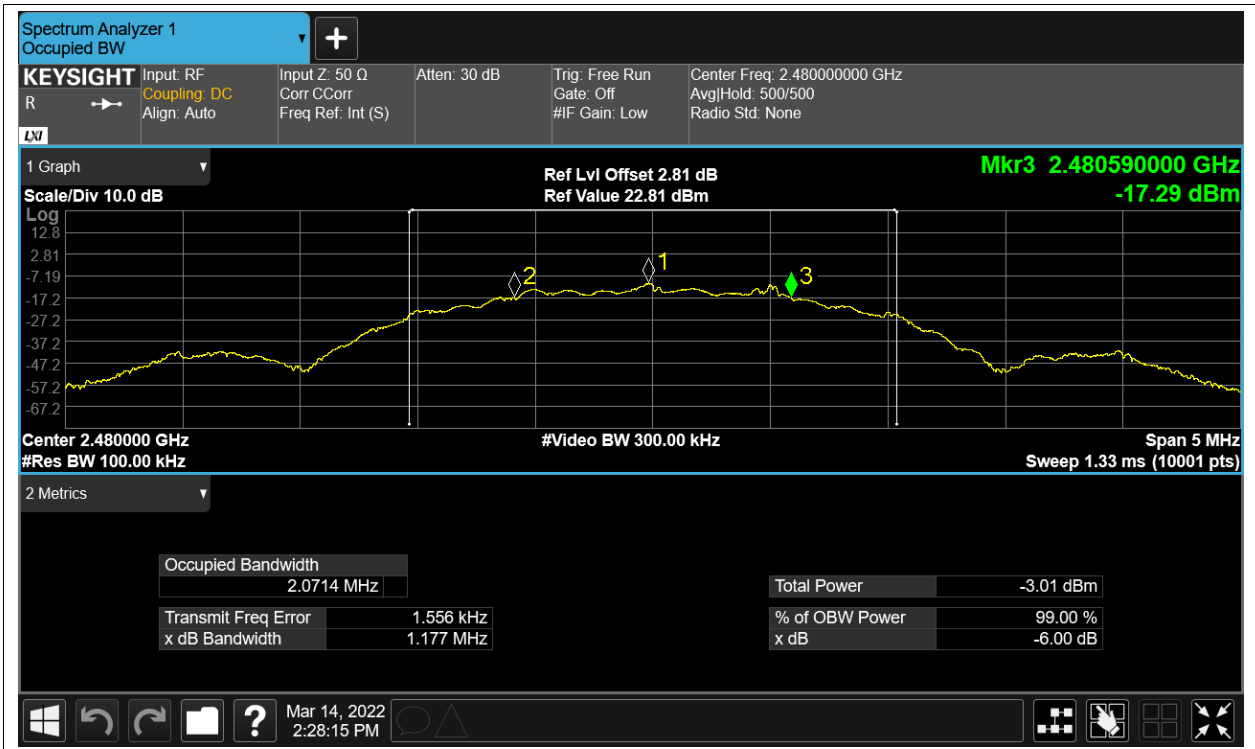 Spectrum Analyzer 1
Occupied BW
KEYSIGHT
R
LXI
Input: RF
Coupling: DC
Align: Auto
Input Z: 50 Ω
Corr CCorr
Freq Ref: Int (S)
Atten: 30 dB
Trig: Free Run
Gate: Off
#IF Gain: Low
Center Freq: 2.480000000 GHz
Avg|Hold: 500/500
Radio Std: None
1 Graph
Scale/Div 10.0 dB
Ref Lvl Offset 2.81 dB
Ref Value 22.81 dBm
Mkr3 2.480590000 GHz
-17.29 dBm
Log
12.8
2.81
-7.19
-17.2
-27.2
-37.2
-47.2
-57.2
-67.2
2
1
3
Center 2.480000 GHz
#Res BW 100.00 kHz
#Video BW 300.00 kHz
Span 5 MHz
Sweep 1.33 ms (10001 pts)
2 Metrics
Occupied Bandwidth
2.0714 MHz
Transmit Freq Error 1.556 kHz
x dB Bandwidth 1.177 MHz
Total Power -3.01 dBm
% of OBW Power 99.00 %
x dB -6.00 dB
?
Mar 14, 2022
2:28:15 PM